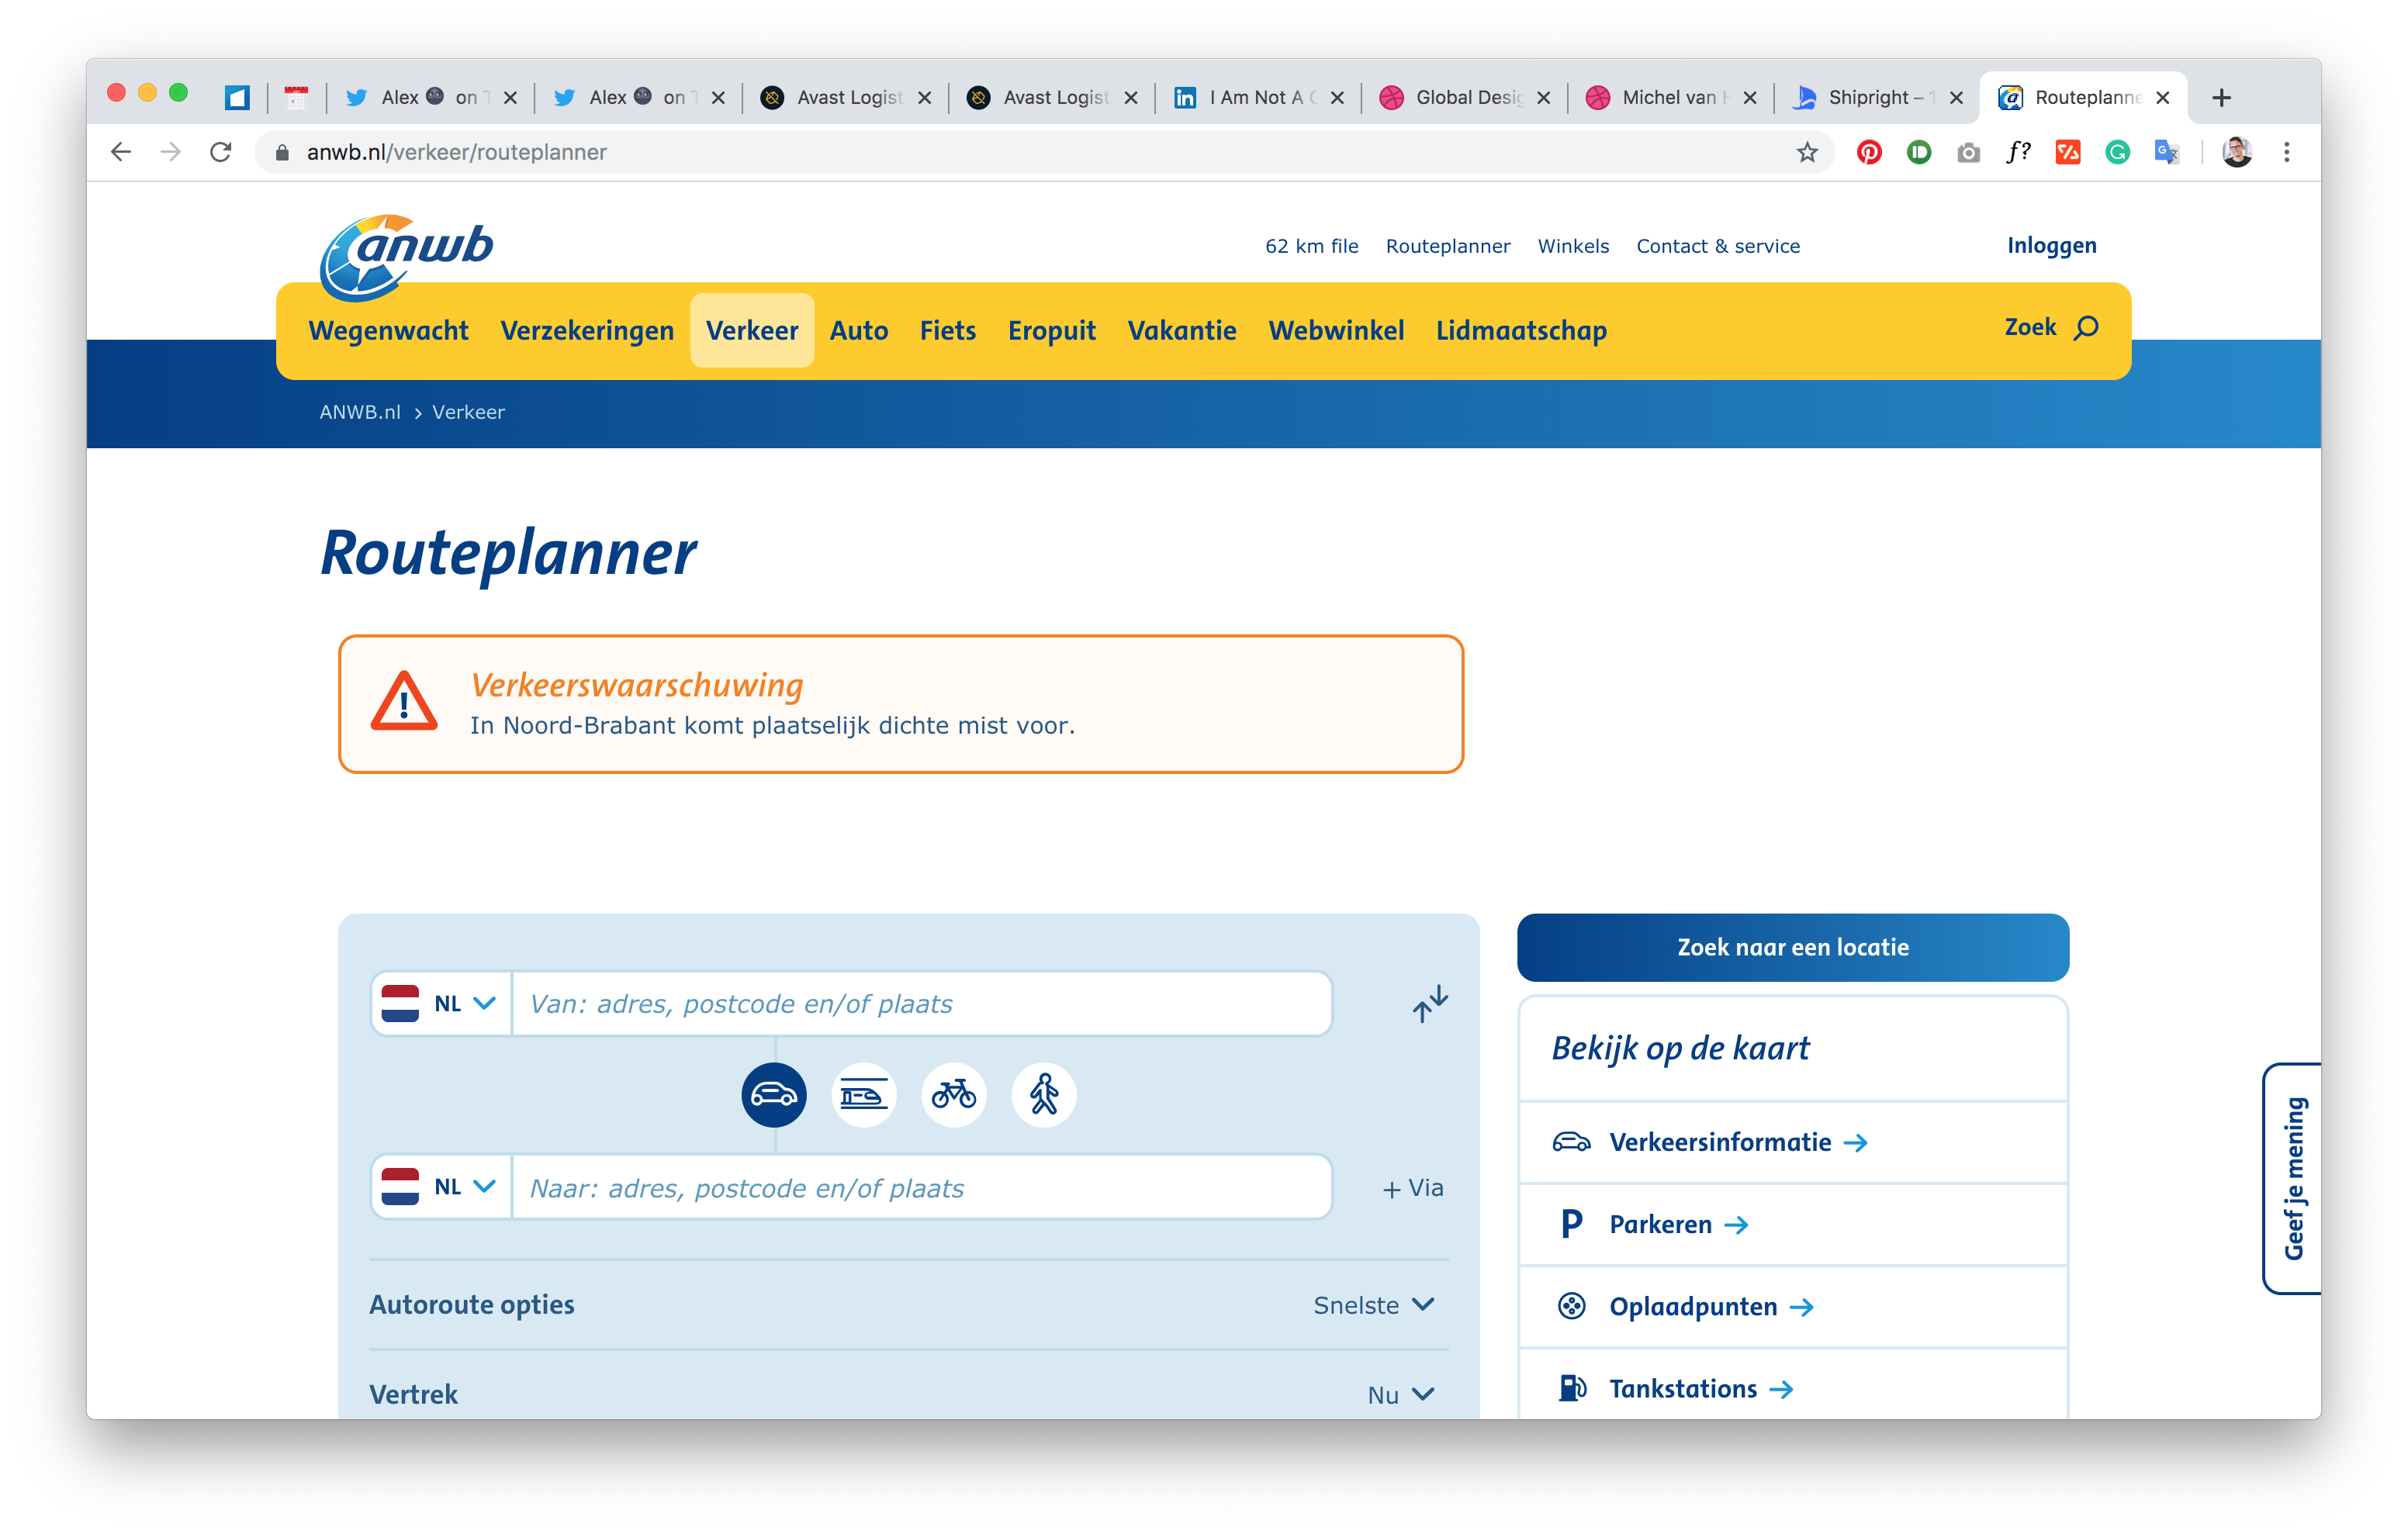 Alex on T
Alex on T
Avast Logist
Avast Logist
I Am Not A
Global Desig
Michel van H
Shipright – 1
Routeplanne
anwb.nl/verkeer/routeplanner
f?
anwb
62 km file Routeplanner Winkels Contact & service Inloggen
Wegenwacht Verzekeringen Verkeer Auto Fiets Eropuit Vakantie Webwinkel Lidmaatschap Zoek
ANWB.nl > Verkeer
Routeplanner
Verkeerswaarschuwing
In Noord-Brabant komt plaatselijk dichte mist voor.
NL Van: adres, postcode en/of plaats
NL Naar: adres, postcode en/of plaats
+ Via
Autoroute opties Snelste
Vertrek Nu
Zoek naar een locatie
Bekijk op de kaart
Verkeersinformatie
P Parkeren
Oplaadpunten
Tankstations
Geef je mening